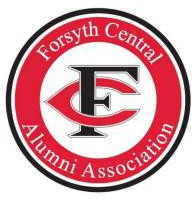 Forsyth Central
FC
Alumni Association